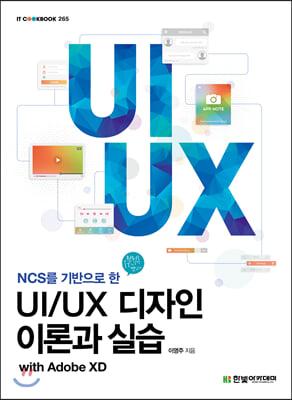 IT COOKBOOK 265
UI
UX
APP NOTE
NCS를 기반으로 한
UI/UX 디자인
이론과 실습
이영주 지음
with Adobe XD
한빛아카데미